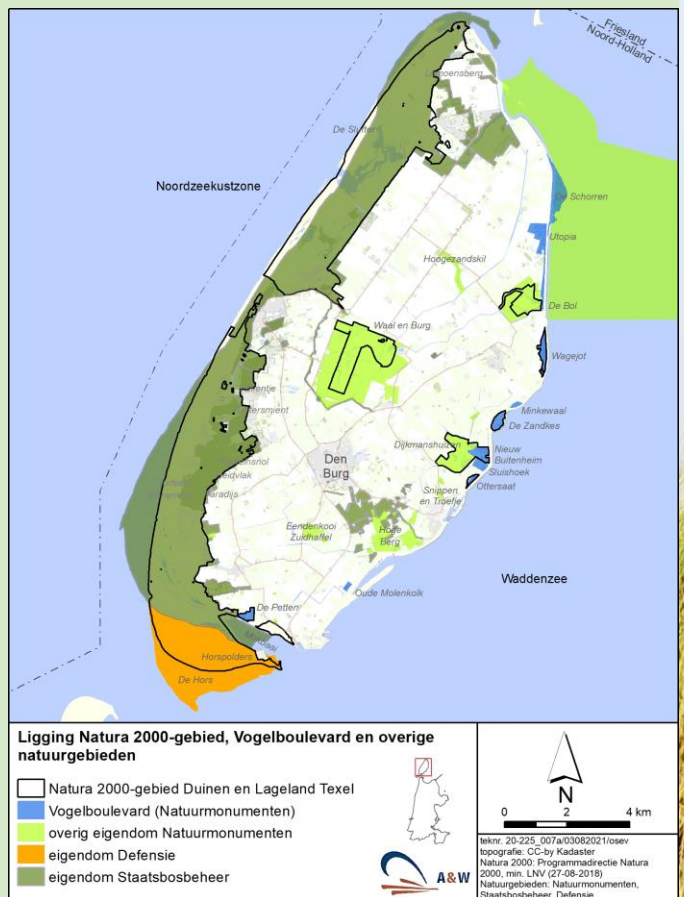 Friesland
Noord-Holland
De Slufter
Noordzeekustzone
De Schorren
Utopia
Hoogezandskil
De Bol
Waal en Burg
Wagejot
Minkewaal
De Zandkes
Dijkmanshuizen
Nieuw
Buitenheim
Sluishoek
Ottersaat
Den
Burg
Snippen
en Troefje
Eendenkooi
Zuidhaffel
Hoge
Berg
Waddenzee
Oude Molenkolk
De Petten
Horspolders
De Hors
Ligging Natura 2000-gebied, Vogelboulevard en overige
natuurgebieden
Natura 2000-gebied Duinen en Lageland Texel
Vogelboulevard (Natuurmonumenten)
overig eigendom Natuurmonumenten
eigendom Defensie
eigendom Staatsbosbeheer
A&W
N
0 2 4 km
teknr. 20-225_007a/03082021/osev
topografie: CC-by Kadaster
Natura 2000: Programmadirectie Natura
2000, min. LNV (27-08-2018)
Natuurgebieden: Natuurmonumenten,
Staatsbosbeheer, Defensie